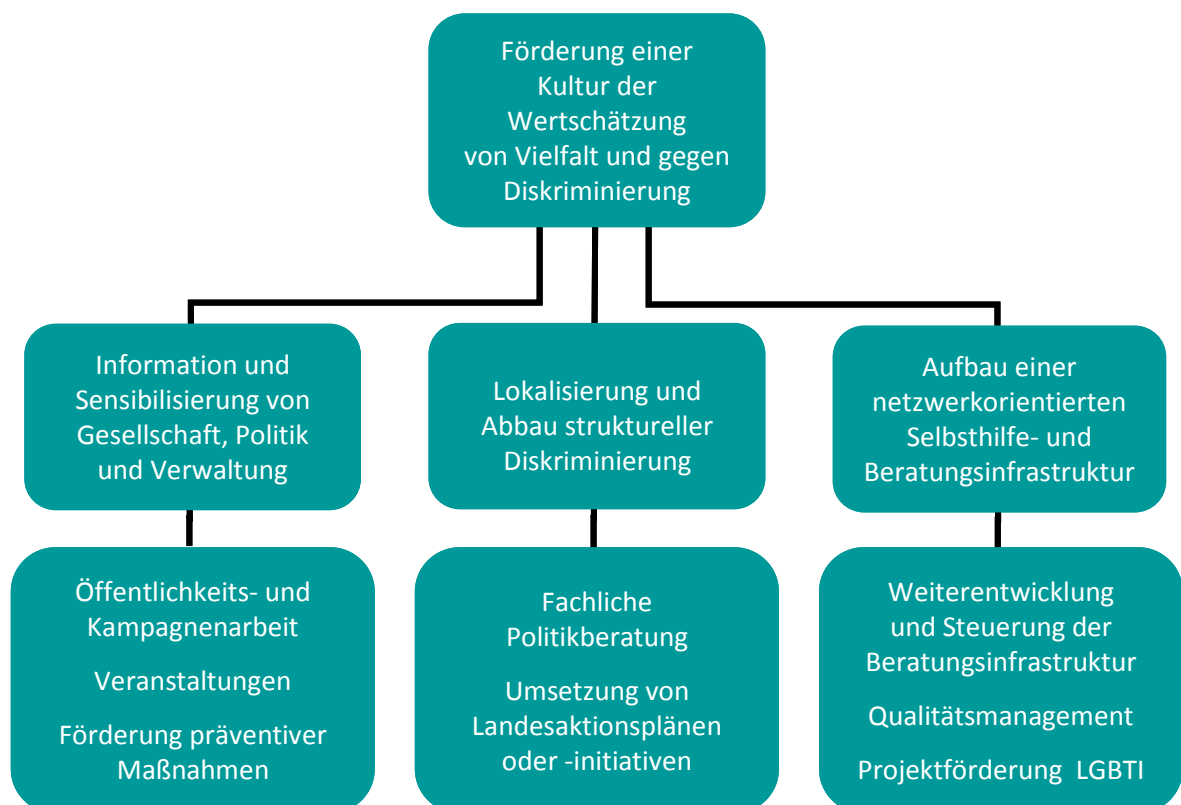 Förderung einer
Kultur der
Wertschätzung
von Vielfalt und gegen
Diskriminierung
Information und
Sensibilisierung von
Gesellschaft, Politik
und Verwaltung
Lokalisierung und
Abbau struktureller
Diskriminierung
Aufbau einer
netzwerkorientierten
Selbsthilfe- und
Beratungsinfrastruktur
Öffentlichkeits- und
Kampagnenarbeit
Veranstaltungen
Förderung präventiver
Maßnahmen
Fachliche
Politikberatung
Umsetzung von
Landesaktionsplänen
oder -initiativen
Weiterentwicklung
und Steuerung der
Beratungsinfrastruktur
Qualitätsmanagement
Projektförderung LGBTI